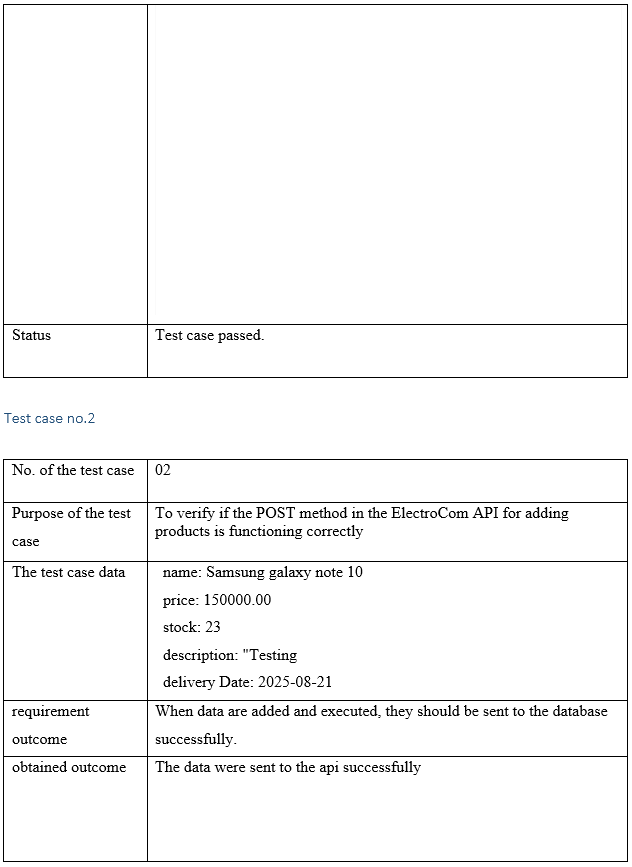 Status
Test case passed.
Test case no.2
No. of the test case
02
Purpose of the test
case
To verify if the POST method in the ElectroCom API for adding
products is functioning correctly
The test case data
name: Samsung galaxy note 10
price: 150000.00
stock: 23
description: "Testing
delivery Date: 2025-08-21
requirement
outcome
When data are added and executed, they should be sent to the database
successfully.
obtained outcome
The data were sent to the api successfully